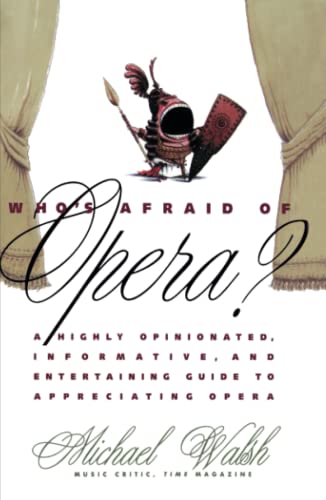 WHO'S AFRAID OF
Opera?
A HIGHLY OPINIONATED,
INFORMATIVE, AND
ENTERTAINING GUIDE TO
APPRECIATING OPERA
Michael Walsh
MUSIC CRITIC, TIME MAGAZINE